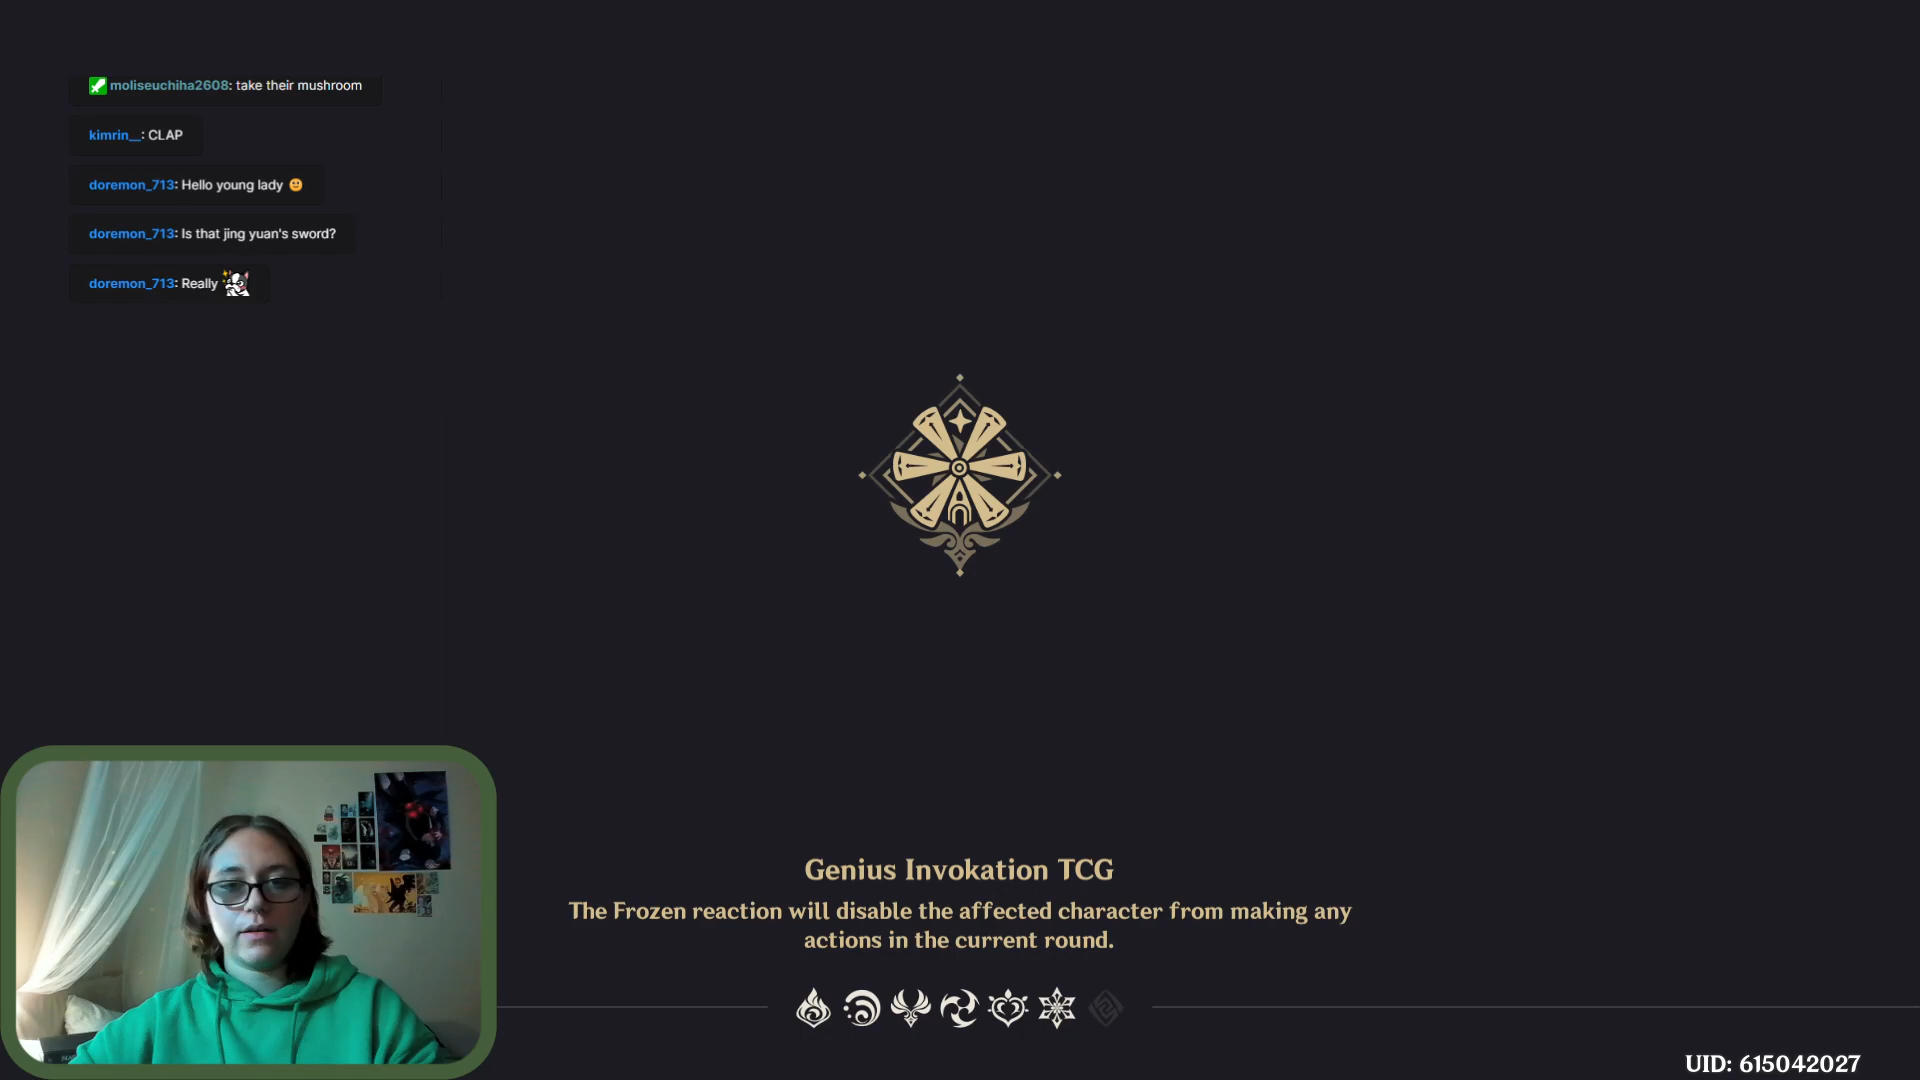 moliseuchiha2608: take their mushroom
kimrin__: CLAP
doremon_713: Hello young lady 🙂
doremon_713: Is that jing yuan's sword?
doremon_713: Really
Genius Invokation TCG
The Frozen reaction will disable the affected character from making any
actions in the current round.
UID: 615042027